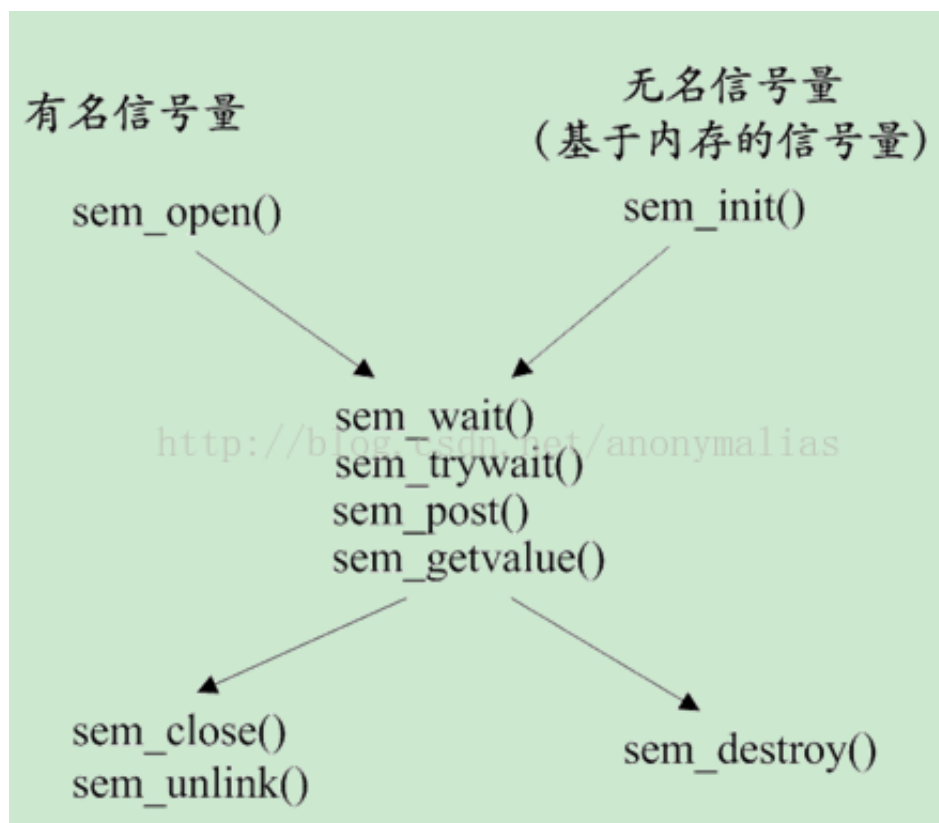 有名信号量
无名信号量
(基于内存的信号量)
sem_open()
sem_init()
sem_wait()
http://blog.csdn.net/anonymalias
sem_trywait()
sem_post()
sem_getvalue()
sem_close()
sem_unlink()
sem_destroy()